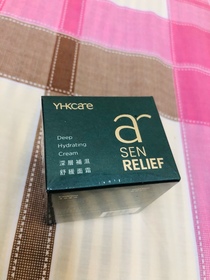 YHKCare
Deep
Hydrating
Cream
深層補濕
舒緩面霜
ar
SEN
RELIEF